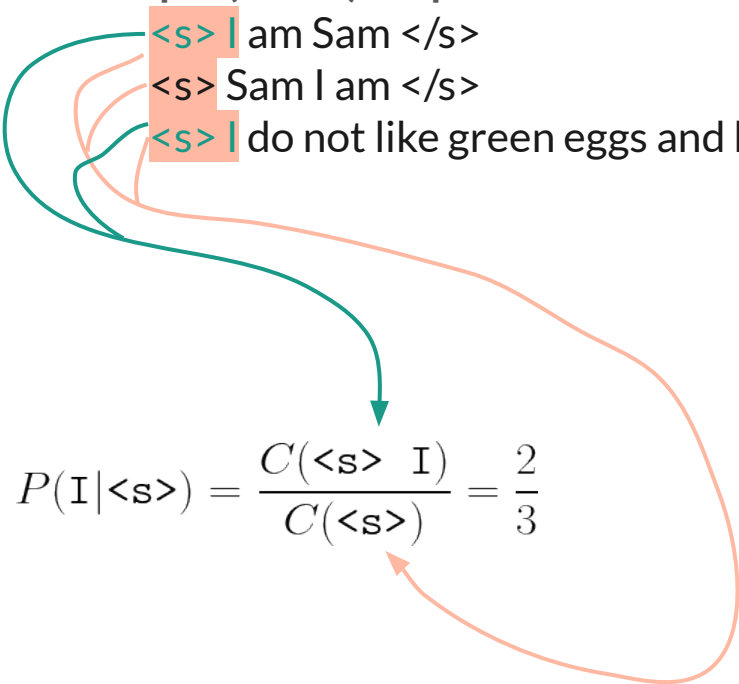 <s> I am Sam </s>
<s> Sam I am </s>
<s> I do not like green eggs and
P(I|<s>) = C(<s> I) / C(<s>) = 2 / 3